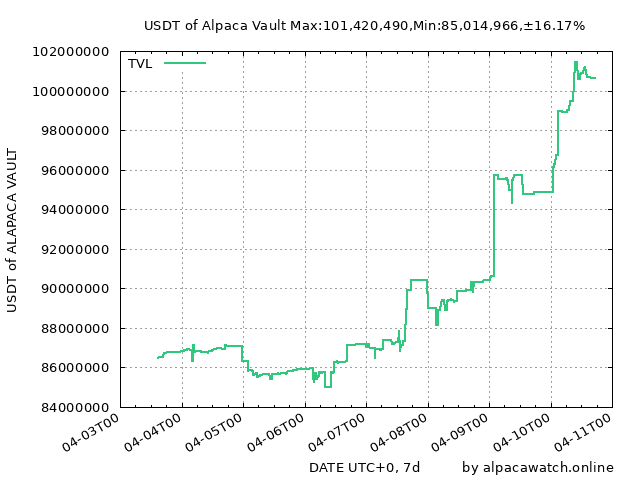 USDT of Alpaca Vault Max:101,420,490,Min:85,014,966,±16.17%
TVL
102000000
100000000
98000000
96000000
94000000
92000000
90000000
88000000
86000000
84000000
USDT of ALAPACA VAULT
04-03T00
04-04T00
04-05T00
04-06T00
04-07T00
04-08T00
04-09T00
04-10T00
04-11T00
DATE UTC+0, 7d by alpacawatch.online